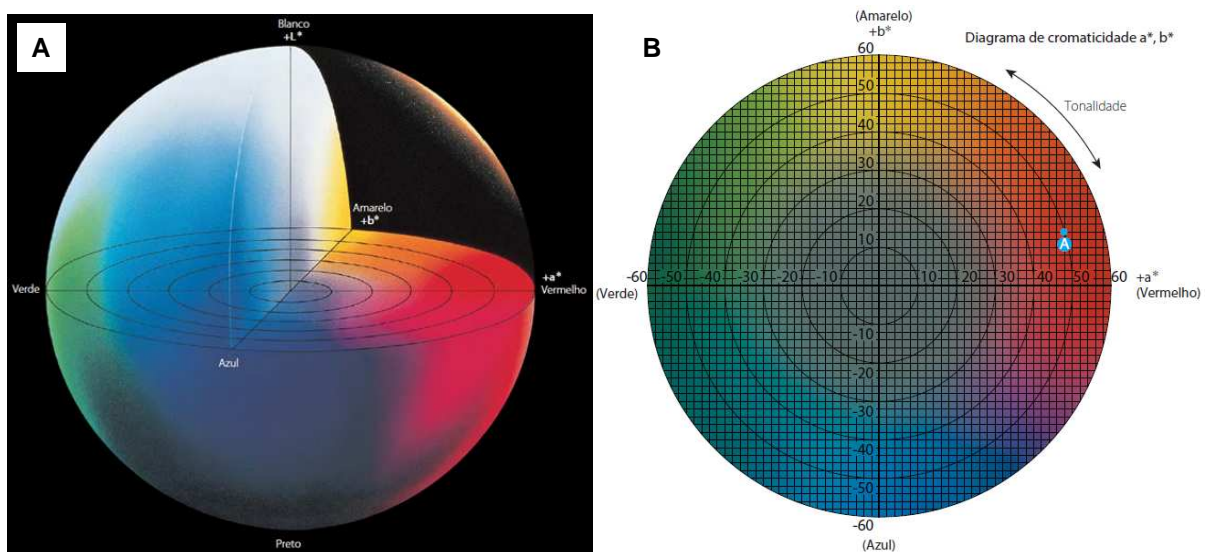 A
Blanco
+L*
Amarelo
+b*
Verde
+a*
Vermelho
Azul
Preto
B
(Amarelo)
+b*
Diagrama de cromaticidade a*, b*
Tonalidade
60
50
40
30
20
10
A
-60 -50 -40 -30 -20 -10 10 20 30 40 50 60
+a*
(Verde)
(Vermelho)
-10
-20
-30
-40
-50
-60
(Azul)